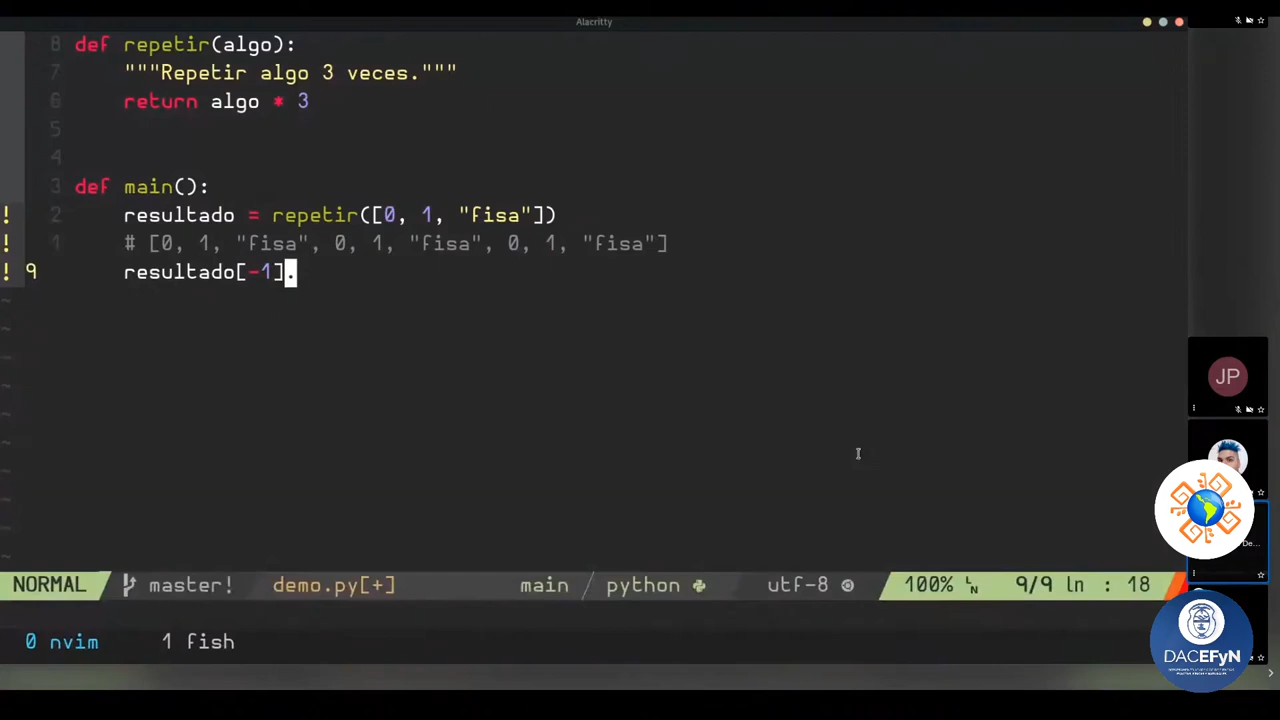 Alacritty
8 def repetir(algo):
7 """Repetir algo 3 veces."""
6 return algo * 3
5
4
3 def main():
! 2 resultado = repetir([0, 1, "fisa"])
! 1 # [0, 1, "fisa", 0, 1, "fisa", 0, 1, "fisa"]
! 9 resultado[-1].
~
~
~
~
~
~
~
~
~
JP
De...
NORMAL master! demo.py[+] main python utf-8 100% 9/9 ln : 18
0 nvim 1 fish
DACEFyN